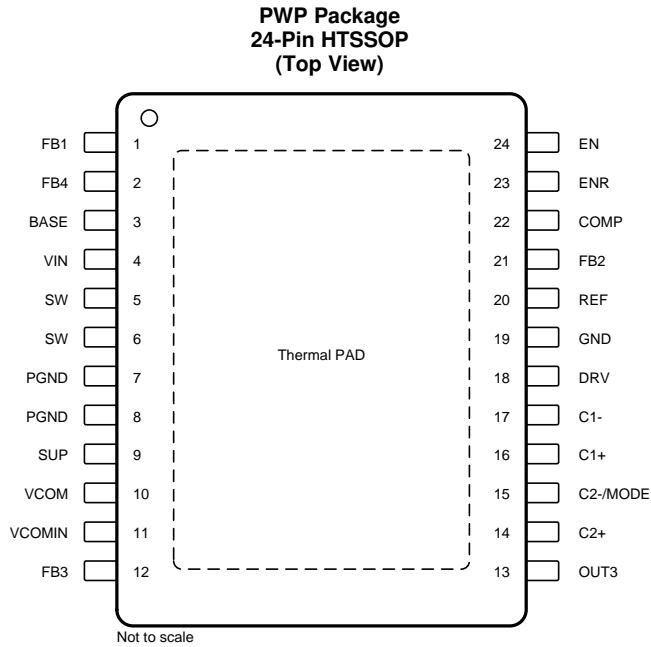 PWP Package
24-Pin HTSSOP
(Top View)
FB1 1 24 EN
FB4 2 23 ENR
BASE 3 22 COMP
VIN 4 21 FB2
SW 5 20 REF
SW 6 19 GND
Thermal PAD
PGND 7 18 DRV
PGND 8 17 C1-
SUP 9 16 C1+
VCOM 10 15 C2-/MODE
VCOMIN 11 14 C2+
FB3 12 13 OUT3
Not to scale